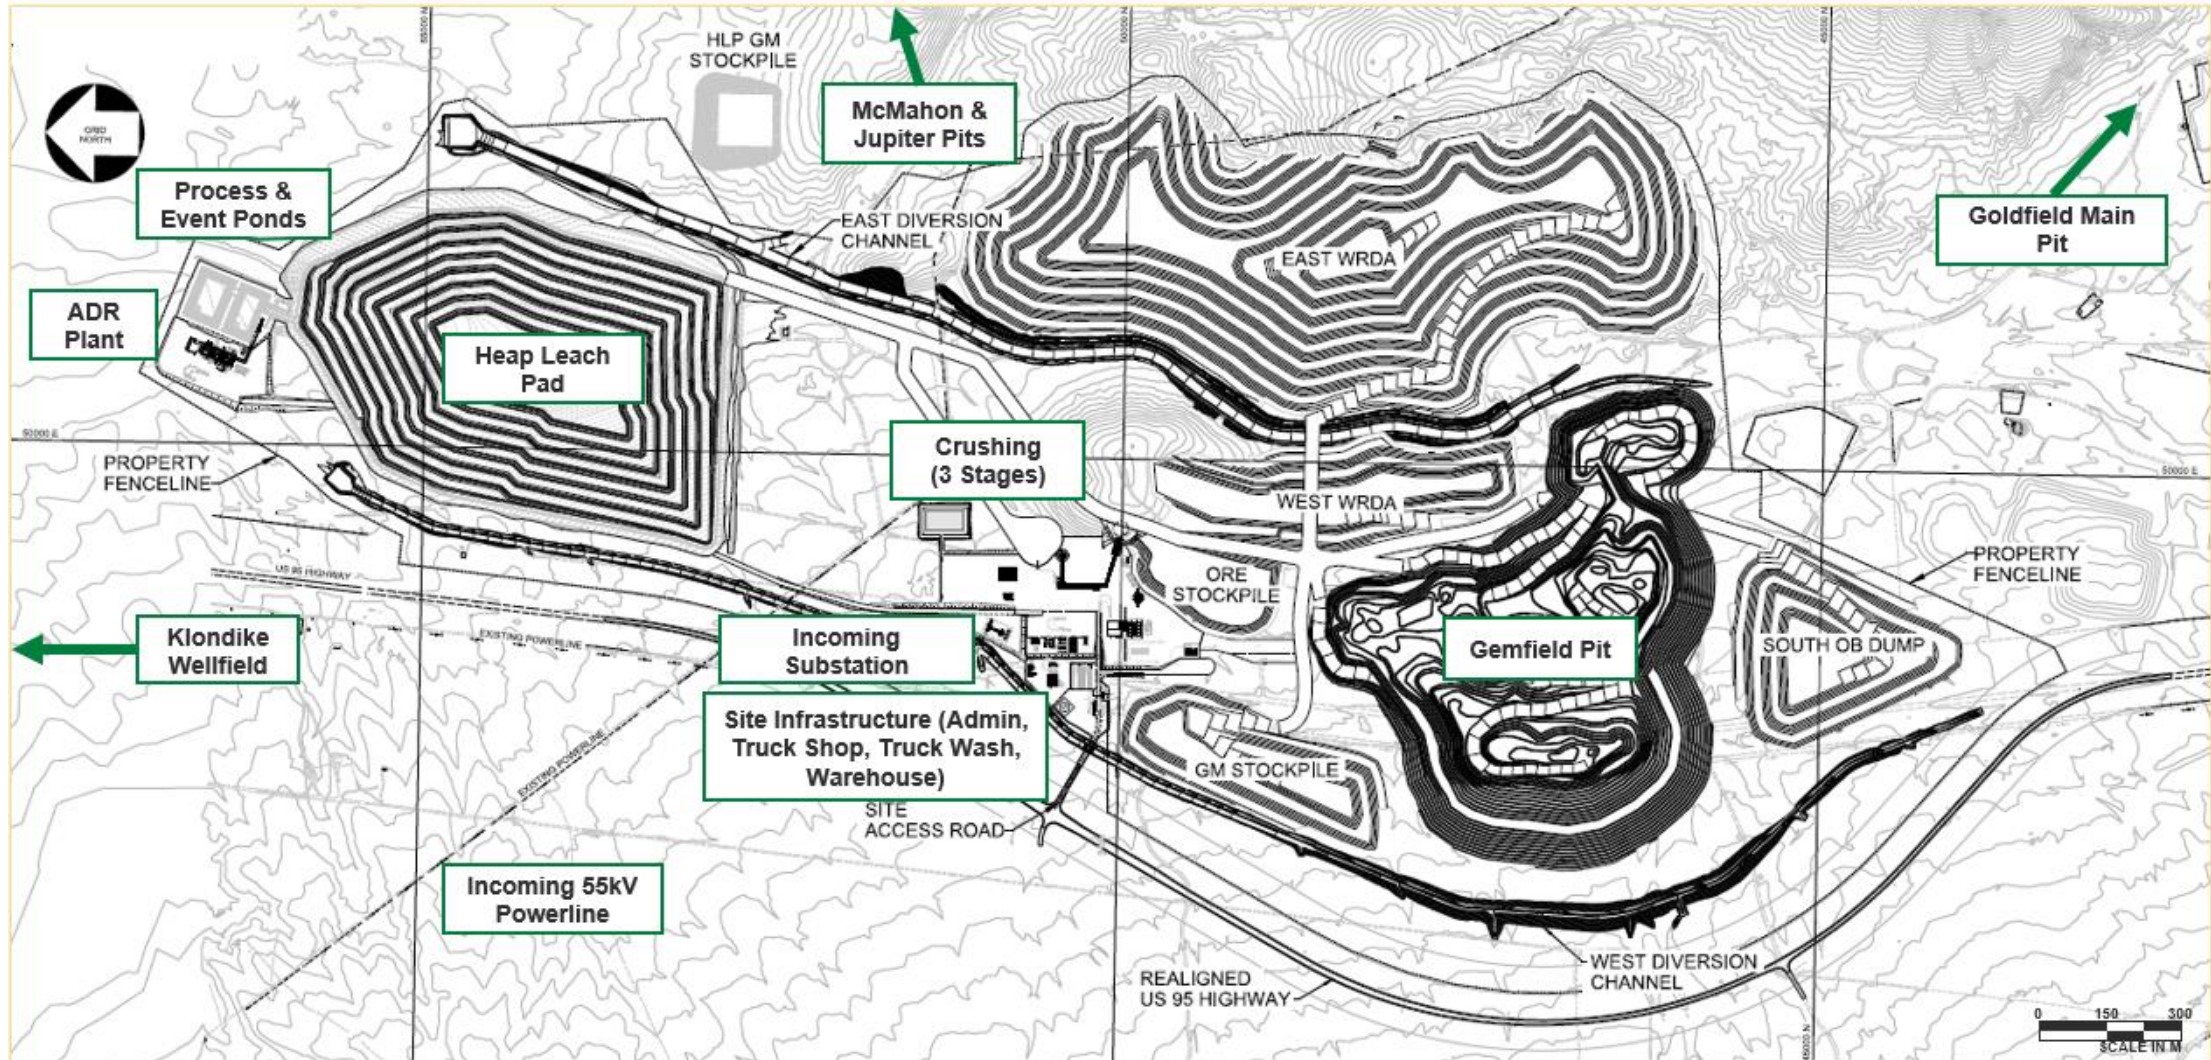 HLP GM
STOCKPILE
GRID
NORTH
McMahon &
Jupiter Pits
Process &
Event Ponds
Goldfield Main
Pit
EAST DIVERSION
CHANNEL
EAST WRDA
ADR
Plant
Heap Leach
Pad
50000 E
PROPERTY
FENCELINE
Crushing
(3 Stages)
50000 E
WEST WRDA
ORE
STOCKPILE
PROPERTY
FENCELINE
US 95 HIGHWAY
EXISTING POWERLINE
Klondike
Wellfield
Incoming
Substation
Gemfield Pit
SOUTH OB DUMP
Site Infrastructure (Admin,
Truck Shop, Truck Wash,
Warehouse)
EXISTING POWERLINE
GM STOCKPILE
SITE
ACCESS ROAD
Incoming 55kV
Powerline
WEST DIVERSION
CHANNEL
REALIGNED
US 95 HIGHWAY
0 150 300
SCALE IN M